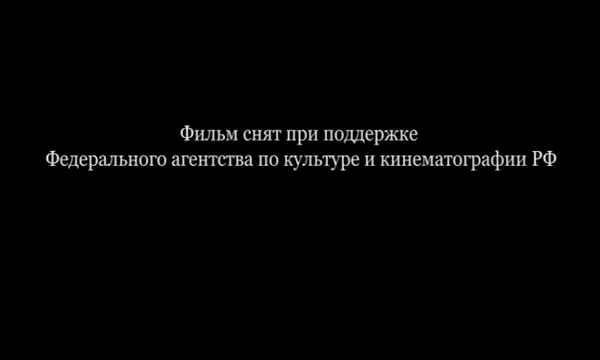 Фильм снят при поддержке
Федерального агентства по культуре и кинематографии РФ